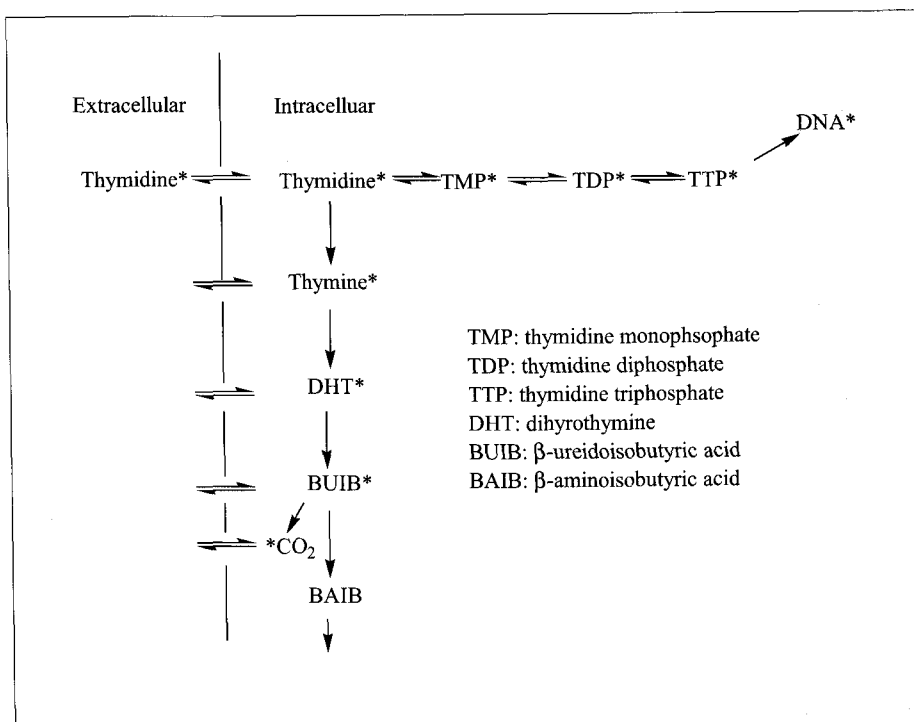 Extracellular Intracelluar
DNA*
Thymidine* Thymidine* TMP* TDP* TTP*
Thymine*
TMP: thymidine monophsophate
TDP: thymidine diphosphate
DHT*
TTP: thymidine triphosphate
DHT: dihyrothymine
BUIB: β-ureidoisobutyric acid
BUIB*
BAIB: β-aminoisobutyric acid
*CO₂
BAIB